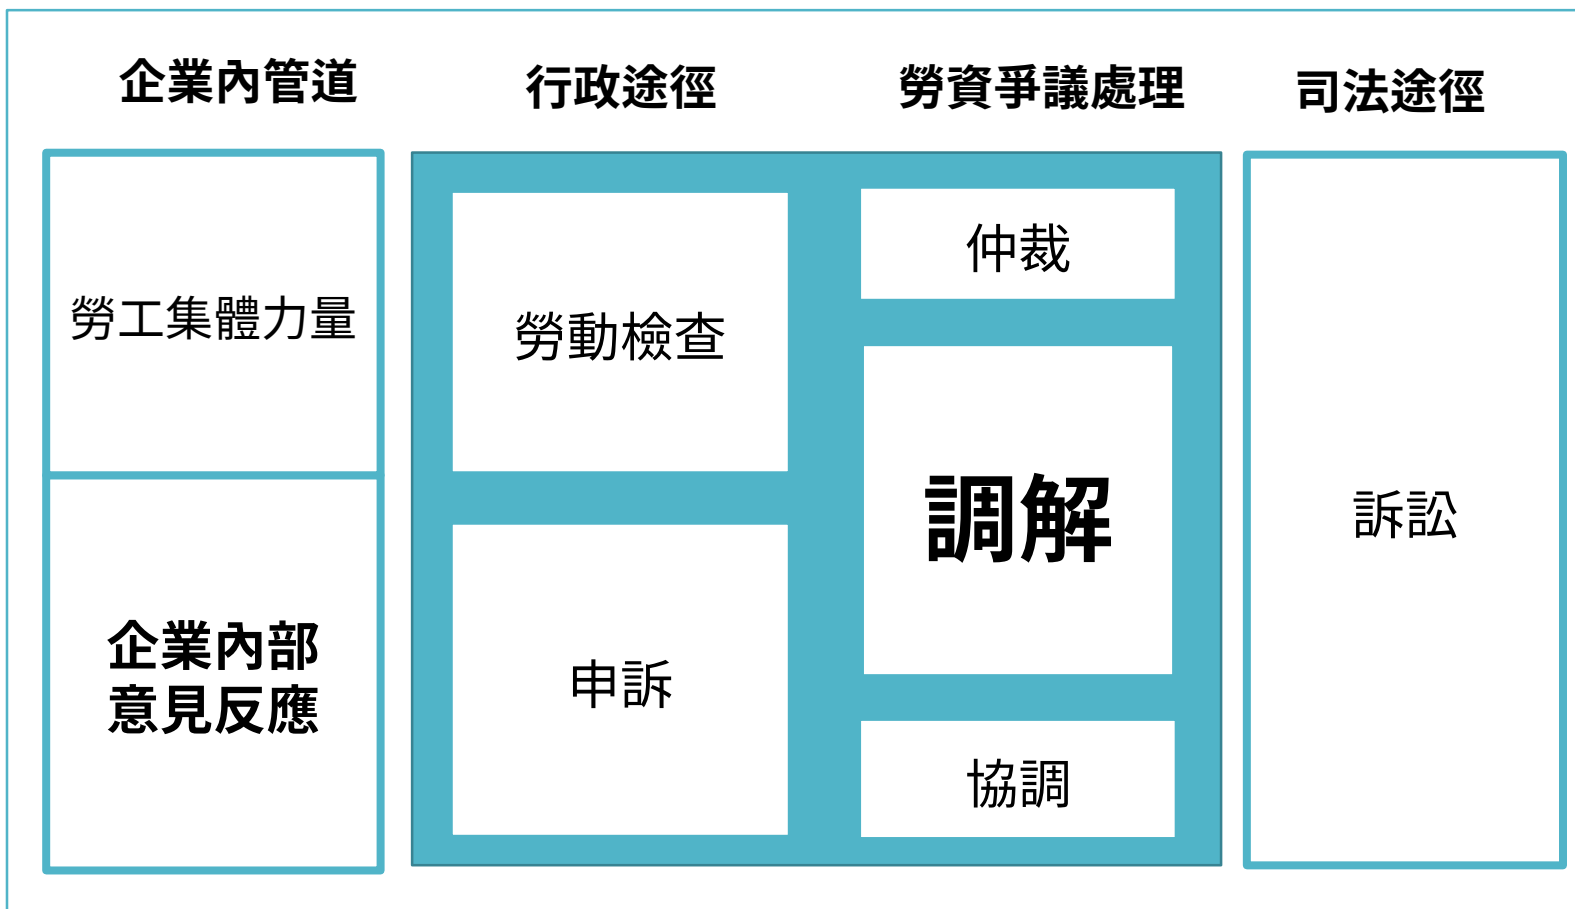 企業內管道
行政途徑
勞資爭議處理
司法途徑
勞工集體力量
企業內部
意見反應
勞動檢查
申訴
仲裁
調解
協調
訴訟